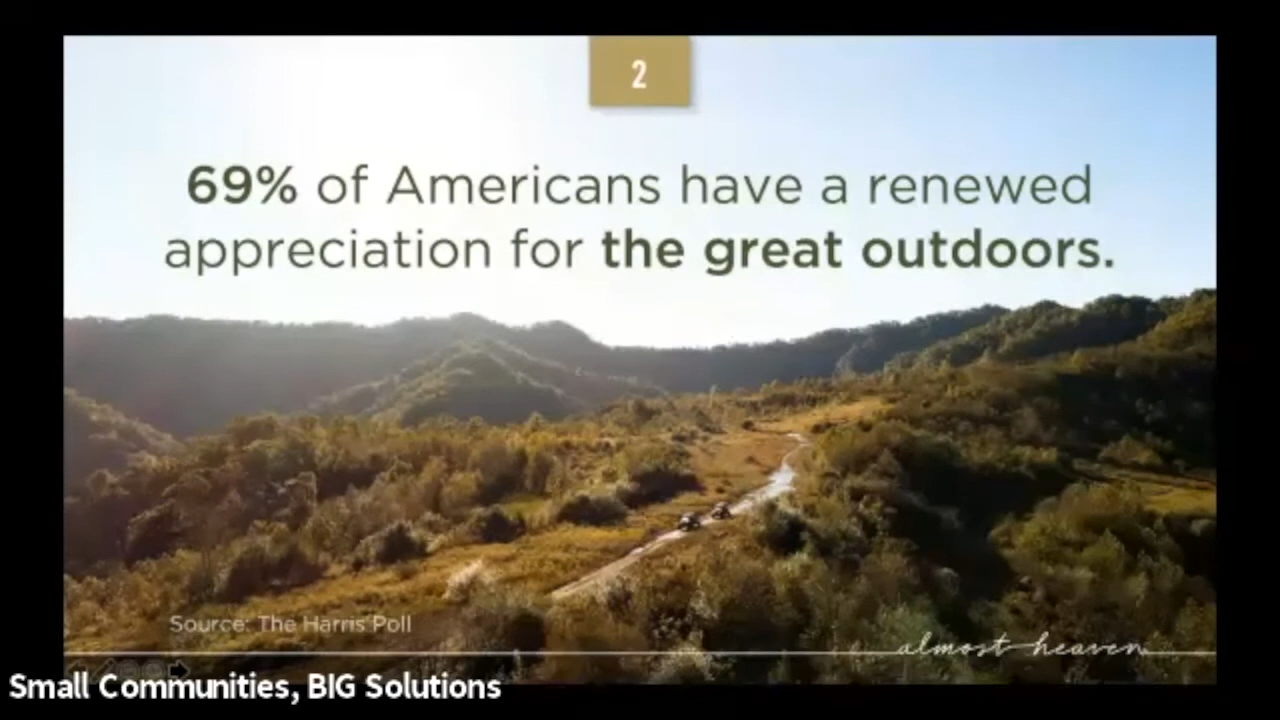 2
69% of Americans have a renewed
appreciation for the great outdoors.
Source: The Harris Poll
almost heaven
Small Communities, BIG Solutions